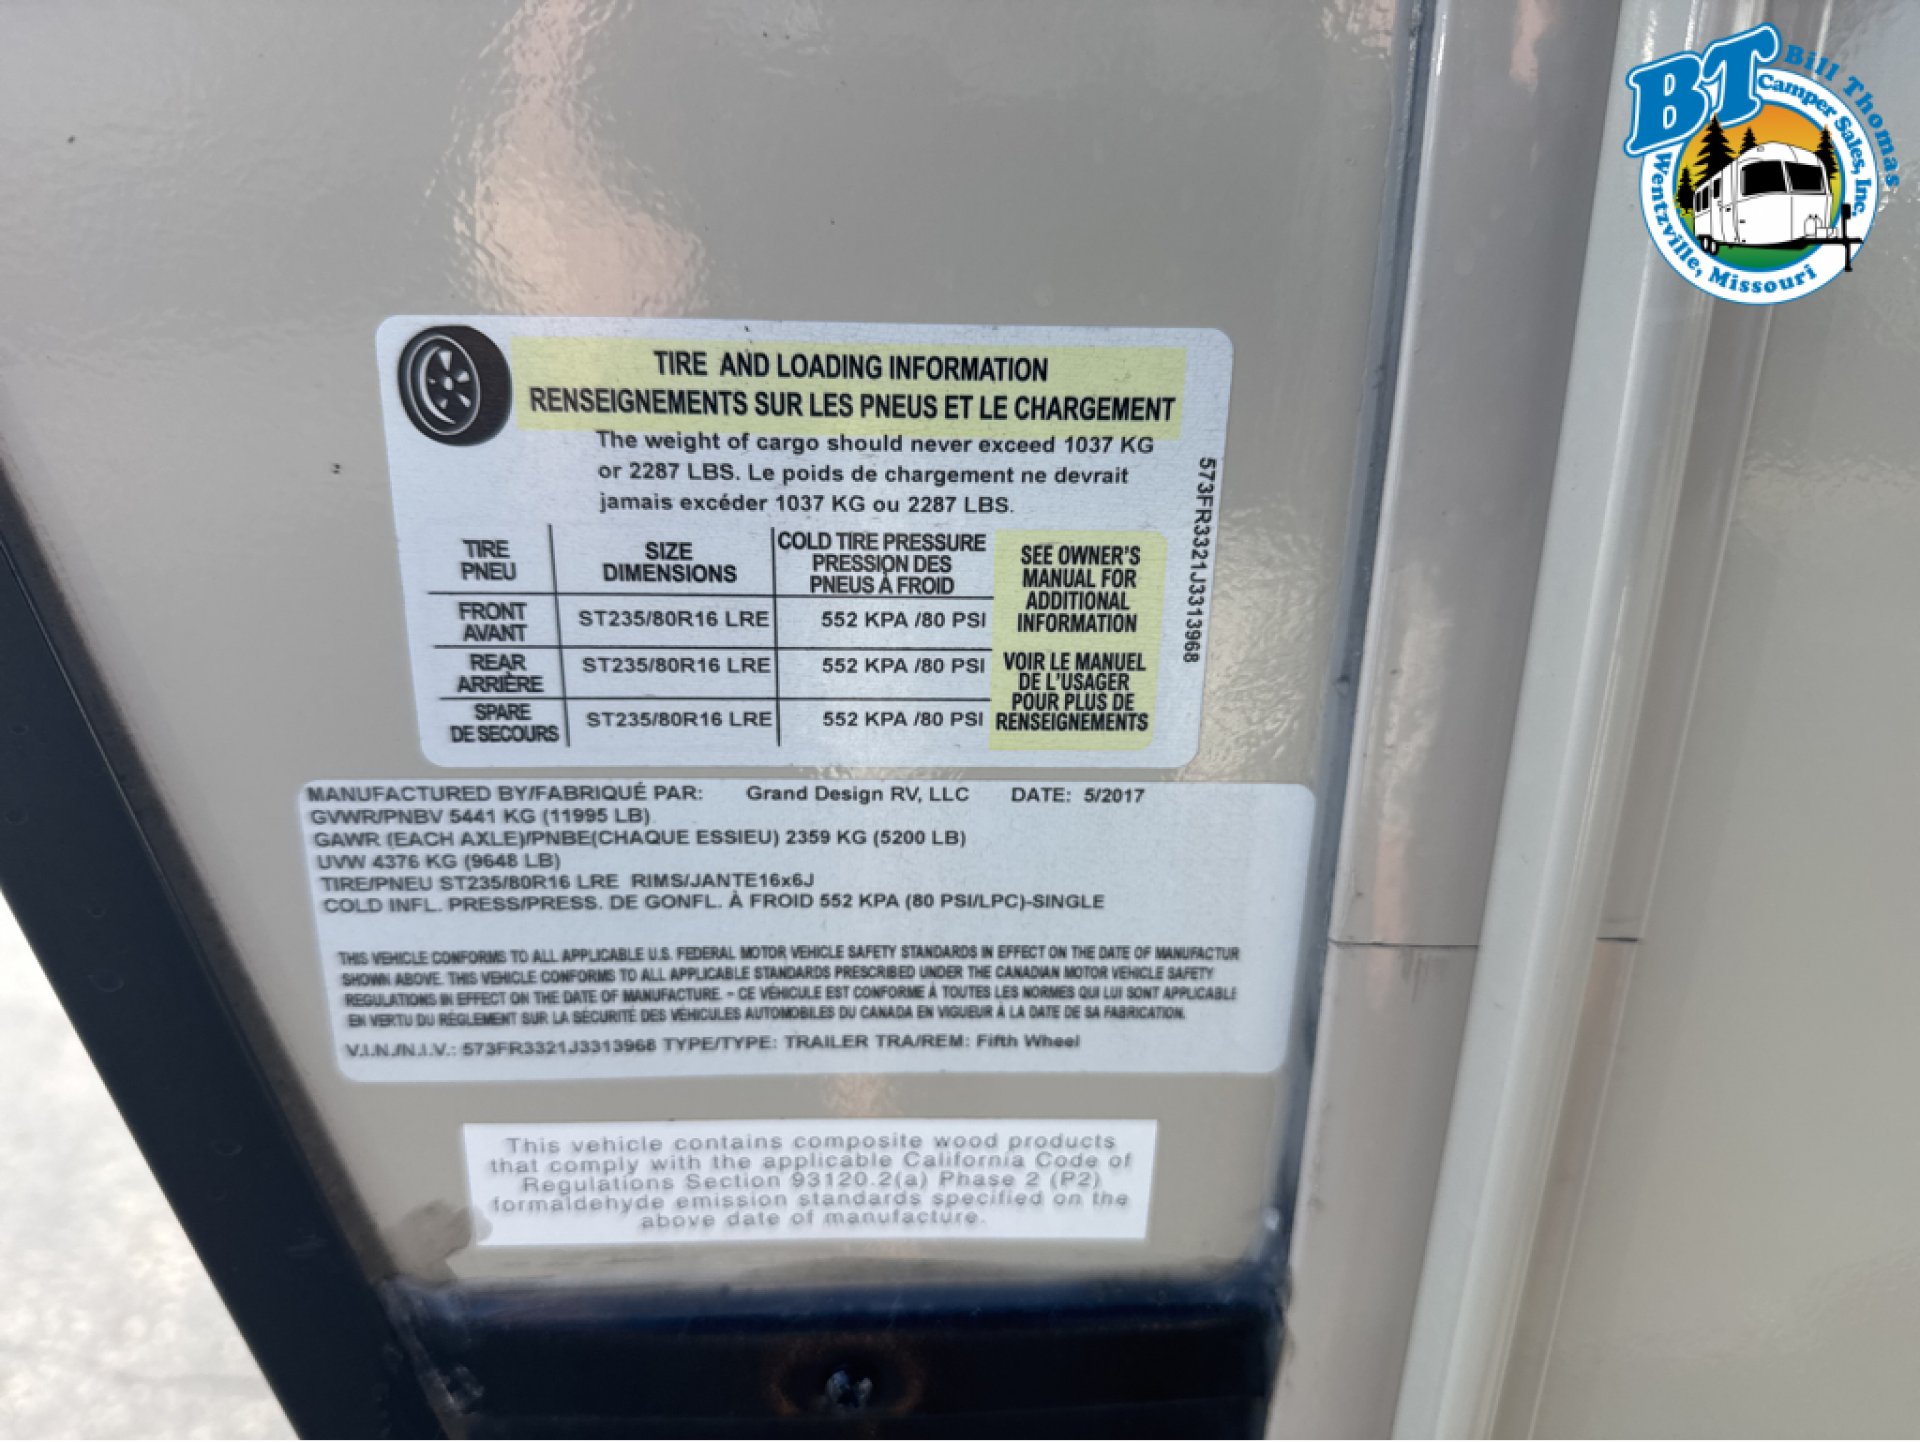 BT Bill Thomas
Camper Sales, Inc.
Wentzville, Missouri
TIRE AND LOADING INFORMATION
RENSEIGNEMENTS SUR LES PNEUS ET LE CHARGEMENT
The weight of cargo should never exceed 1037 KG
or 2287 LBS. Le poids de chargement ne devrait
jamais excéder 1037 KG ou 2287 LBS.
TIRE SIZE COLD TIRE PRESSURE
PNEU DIMENSIONS PRESSION DES
PNEUS À FROID
FRONT ST235/80R16 LRE 552 KPA /80 PSI
AVANT
REAR ST235/80R16 LRE 552 KPA /80 PSI
ARRIÈRE
SPARE ST235/80R16 LRE 552 KPA /80 PSI
DE SECOURS
SEE OWNER'S
MANUAL FOR
ADDITIONAL
INFORMATION
VOIR LE MANUEL
DE L'USAGER
POUR PLUS DE
RENSEIGNEMENTS
573FR3321J3313968
MANUFACTURED BY/FABRIQUÉ PAR: Grand Design RV, LLC DATE: 5/2017
GVWR/PNBV 5441 KG (11995 LB)
GAWR (EACH AXLE)/PNBE(CHAQUE ESSIEU) 2359 KG (5200 LB)
UVW 4376 KG (9648 LB)
TIRE/PNEU ST235/80R16 LRE RIMS/JANTE16x6J
COLD INFL. PRESS/PRESS. DE GONFL. À FROID 552 KPA (80 PSI/LPC)-SINGLE
THIS VEHICLE CONFORMS TO ALL APPLICABLE U.S. FEDERAL MOTOR VEHICLE SAFETY STANDARDS IN EFFECT ON THE DATE OF MANUFACTUR
SHOWN ABOVE. THIS VEHICLE CONFORMS TO ALL APPLICABLE STANDARDS PRESCRIBED UNDER THE CANADIAN MOTOR VEHICLE SAFETY
REGULATIONS IN EFFECT ON THE DATE OF MANUFACTURE. - CE VÉHICULE EST CONFORME À TOUTES LES NORMES QUI LUI SONT APPLICABLE
EN VERTU DU RÈGLEMENT SUR LA SÉCURITÉ DES VÉHICULES AUTOMOBILES DU CANADA EN VIGUEUR À LA DATE DE SA FABRICATION.
V.I.N./N.I.V.: 573FR3321J3313968 TYPE/TYPE: TRAILER TRA/REM: Fifth Wheel
This vehicle contains composite wood products
that comply with the applicable California Code of
Regulations Section 93120.2(a) Phase 2 (P2)
formaldehyde emission standards specified on the
above date of manufacture.